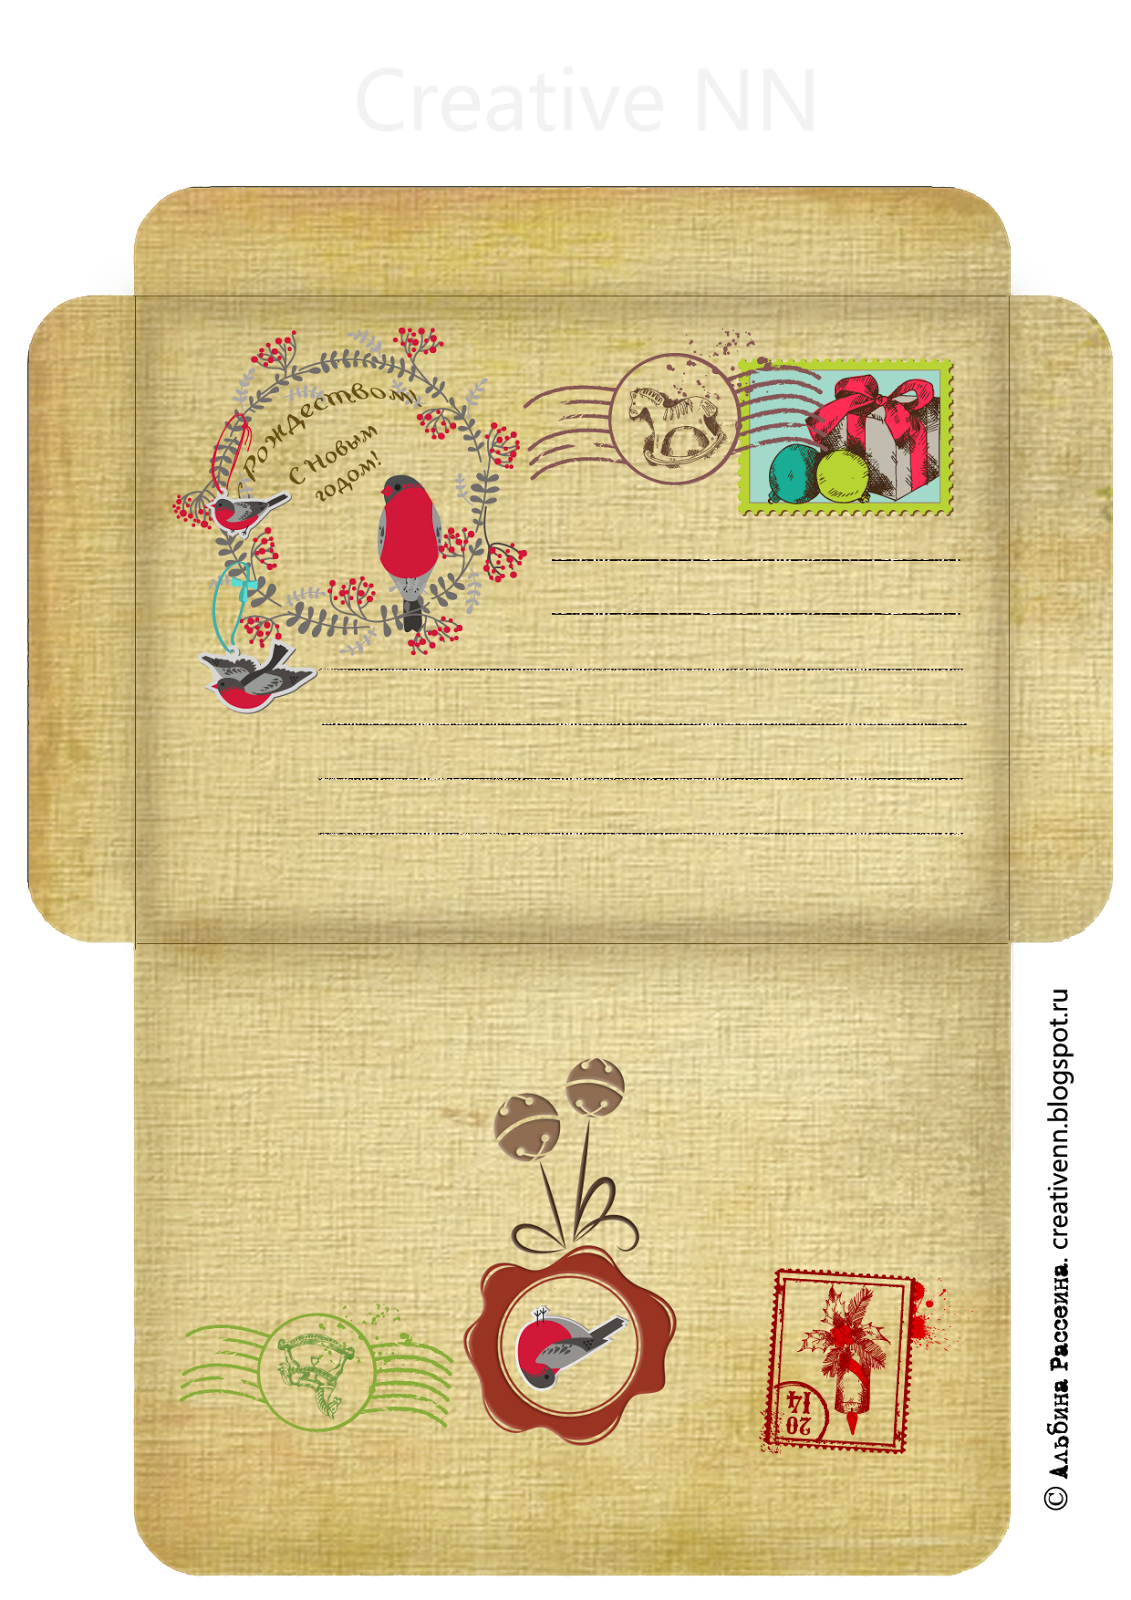 Creative NN
С Рождеством!
С Новым
годом!
20
14
© Альбина Рассеина. creativenn.blogspot.ru